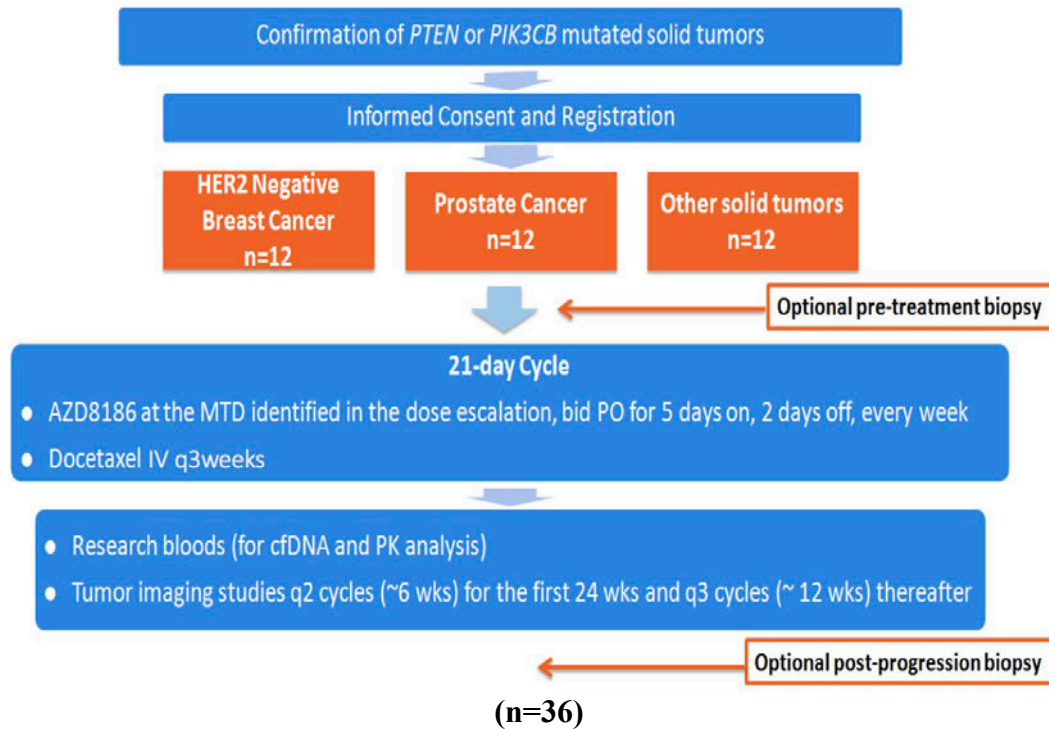 Confirmation of PTEN or PIK3CB mutated solid tumors
Informed Consent and Registration
HER2 Negative
Breast Cancer
n=12
Prostate Cancer
n=12
Other solid tumors
n=12
Optional pre-treatment biopsy
21-day Cycle
● AZD8186 at the MTD identified in the dose escalation, bid PO for 5 days on, 2 days off, every week
● Docetaxel IV q3weeks
● Research bloods (for cfDNA and PK analysis)
● Tumor imaging studies q2 cycles (~6 wks) for the first 24 wks and q3 cycles (~ 12 wks) thereafter
Optional post-progression biopsy
(n=36)